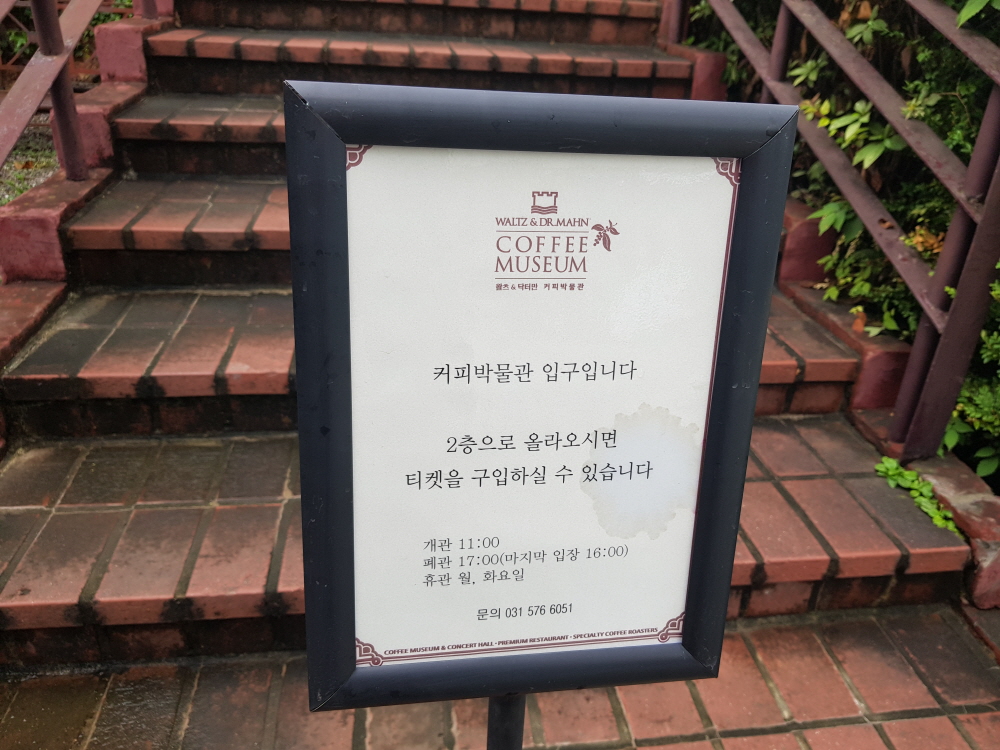 WALTZ & DR.MAHN
COFFEE
MUSEUM
왈츠 & 닥터만 커피박물관
커피박물관 입구입니다
2층으로 올라오시면
티켓을 구입하실 수 있습니다
개관 11:00
폐관 17:00(마지막 입장 16:00)
휴관 월, 화요일
문의 031 576 6051
COFFEE MUSEUM & CONCERT HALL · PREMIUM RESTAURANT · SPECIALTY COFFEE ROASTERS